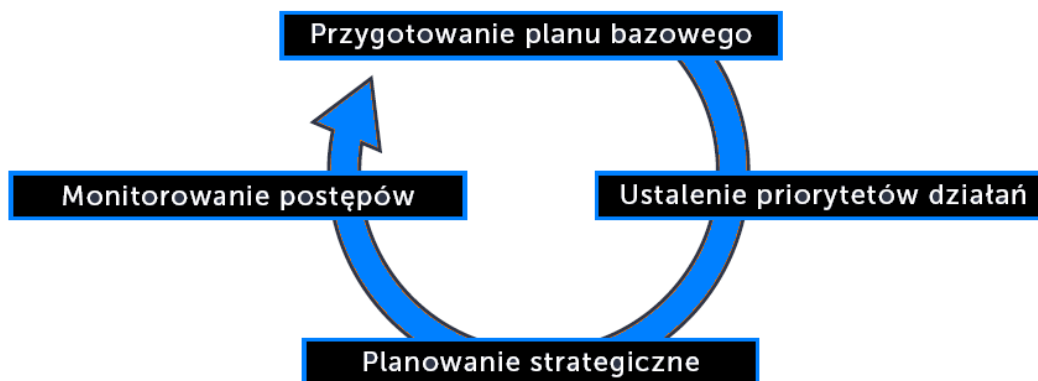 Przygotowanie planu bazowego
Monitorowanie postępów
Ustalenie priorytetów działań
Planowanie strategiczne